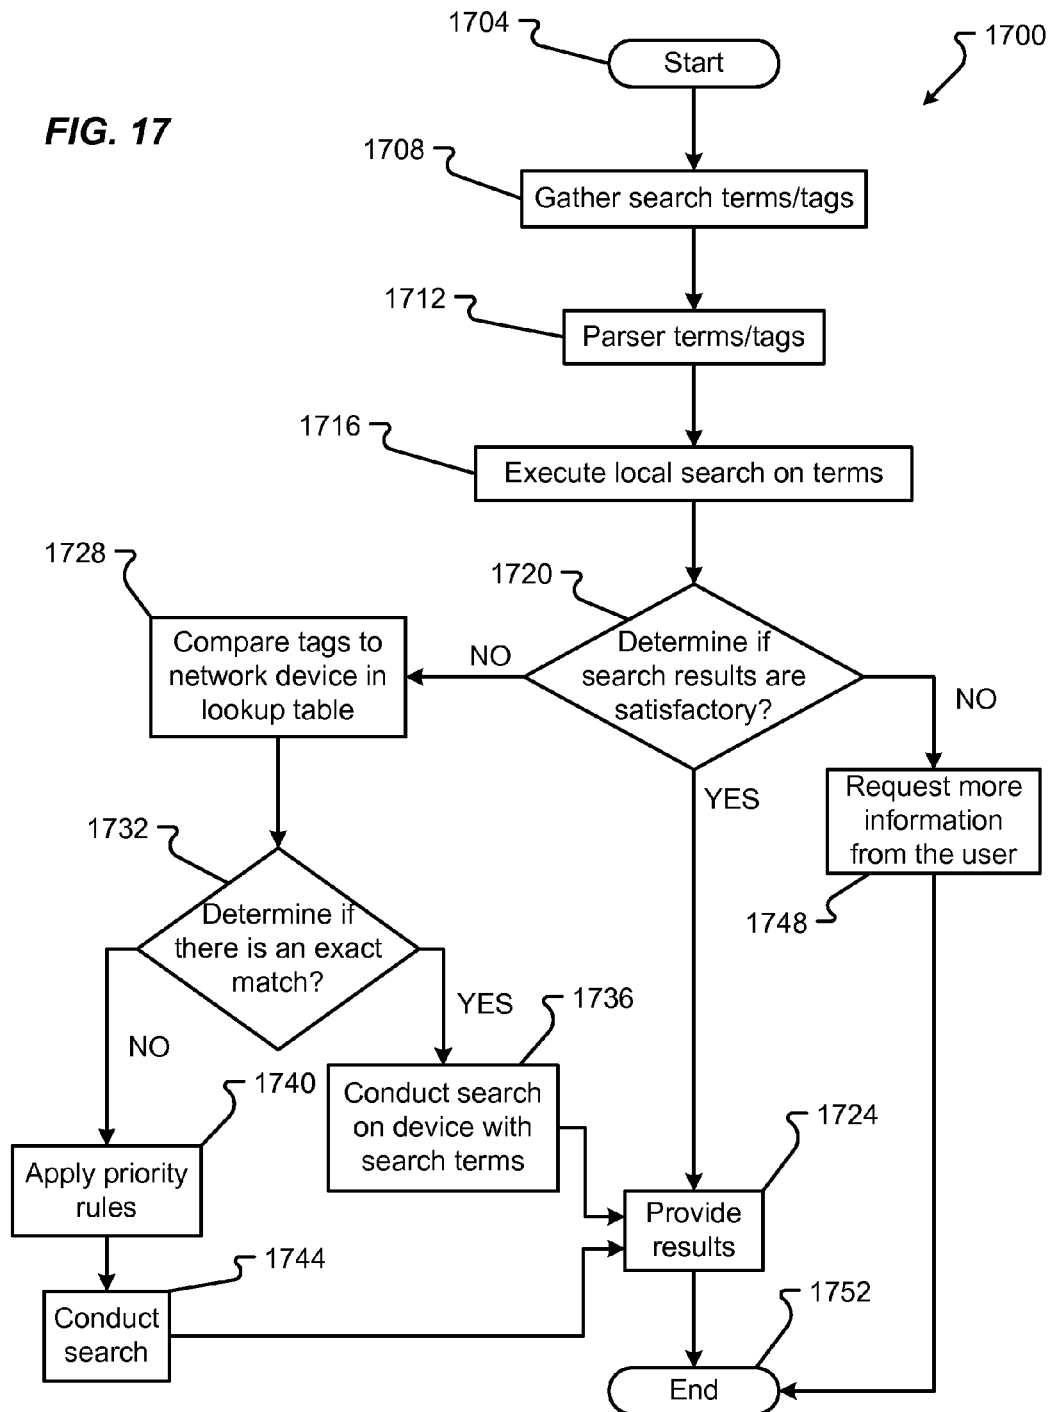 1704
Start
1700
FIG. 17
1708
Gather search terms/tags
1712
Parser terms/tags
1716
Execute local search on terms
1728
1720
Compare tags to
network device in
lookup table
NO
Determine if
search results are
satisfactory?
NO
YES
Request more
information
from the user
1748
1732
Determine if
there is an exact
match?
YES
NO
1736
Conduct search
on device with
search terms
1740
Apply priority
rules
1724
Provide
results
1744
Conduct
search
1752
End